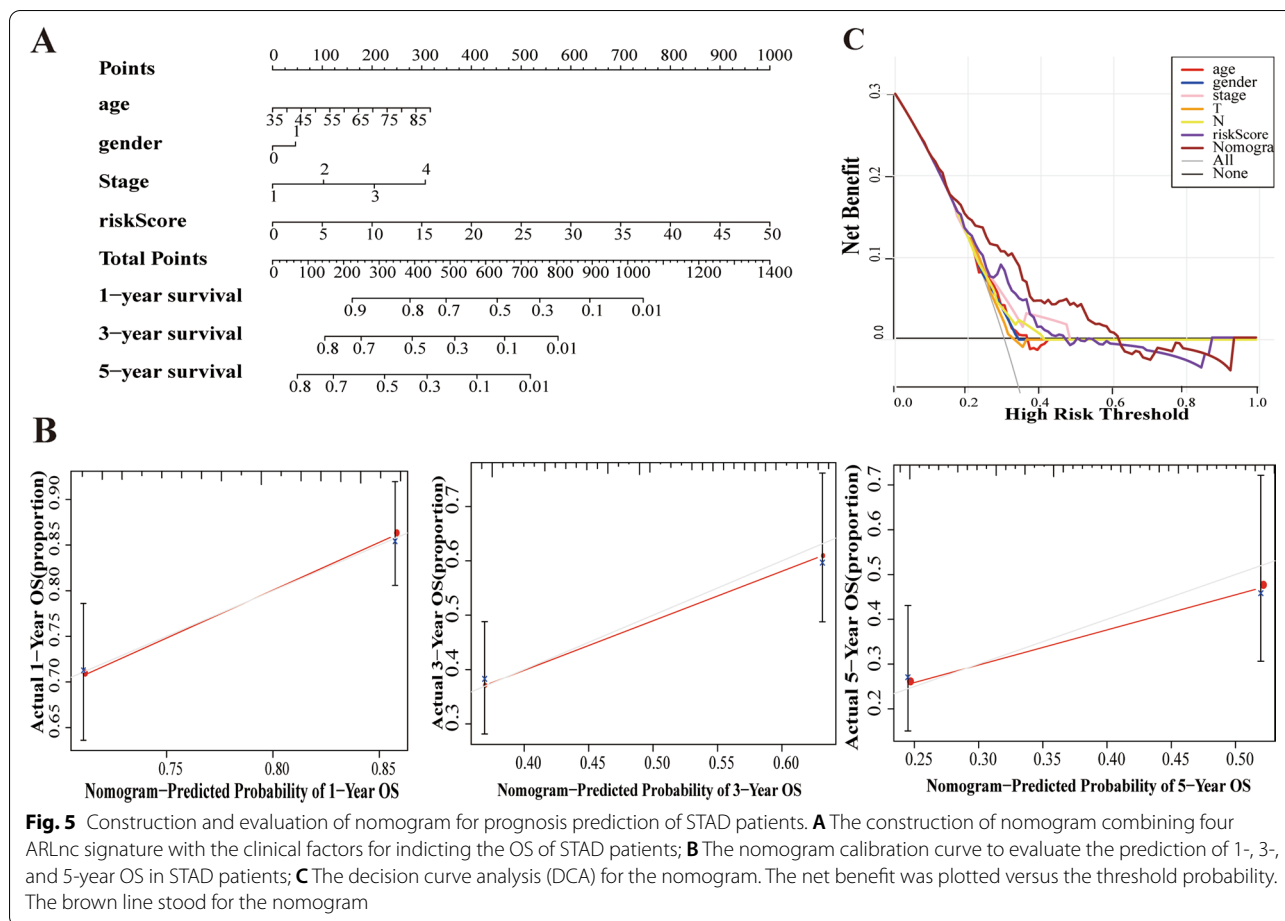 A
Points
0 100 200 300 400 500 600 700 800 900 1000
age
35 45 55 65 75 85
gender
0 1
Stage
1 2 3 4
riskScore
0 5 10 15 20 25 30 35 40 45 50
Total Points
0 100 200 300 400 500 600 700 800 900 1000 1200 1400
1-year survival
0.9 0.8 0.7 0.5 0.3 0.1 0.01
3-year survival
0.8 0.7 0.5 0.3 0.1 0.01
5-year survival
0.8 0.7 0.5 0.3 0.1 0.01
C
Net Benefit
0.3
0.2
0.1
0.0
0.0 0.2 0.4 0.6 0.8 1.0
High Risk Threshold
age
gender
stage
T
N
riskScore
Nomogra
All
None
B
Actual 1-Year OS(proportion)
0.90
0.85
0.80
0.75
0.70
0.65
0.75 0.80 0.85
Nomogram-Predicted Probability of 1-Year OS
Actual 3-Year OS(proportion)
0.7
0.6
0.5
0.4
0.3
0.40 0.45 0.50 0.55 0.60
Nomogram-Predicted Probability of 3-Year OS
Actual 5-Year OS(proportion)
0.7
0.6
0.5
0.4
0.3
0.2
0.25 0.30 0.35 0.40 0.45 0.50
Nomogram-Predicted Probability of 5-Year OS
Fig. 5 Construction and evaluation of nomogram for prognosis prediction of STAD patients. A The construction of nomogram combining four
ARLnc signature with the clinical factors for indicting the OS of STAD patients; B The nomogram calibration curve to evaluate the prediction of 1-, 3-,
and 5-year OS in STAD patients; C The decision curve analysis (DCA) for the nomogram. The net benefit was plotted versus the threshold probability.
The brown line stood for the nomogram